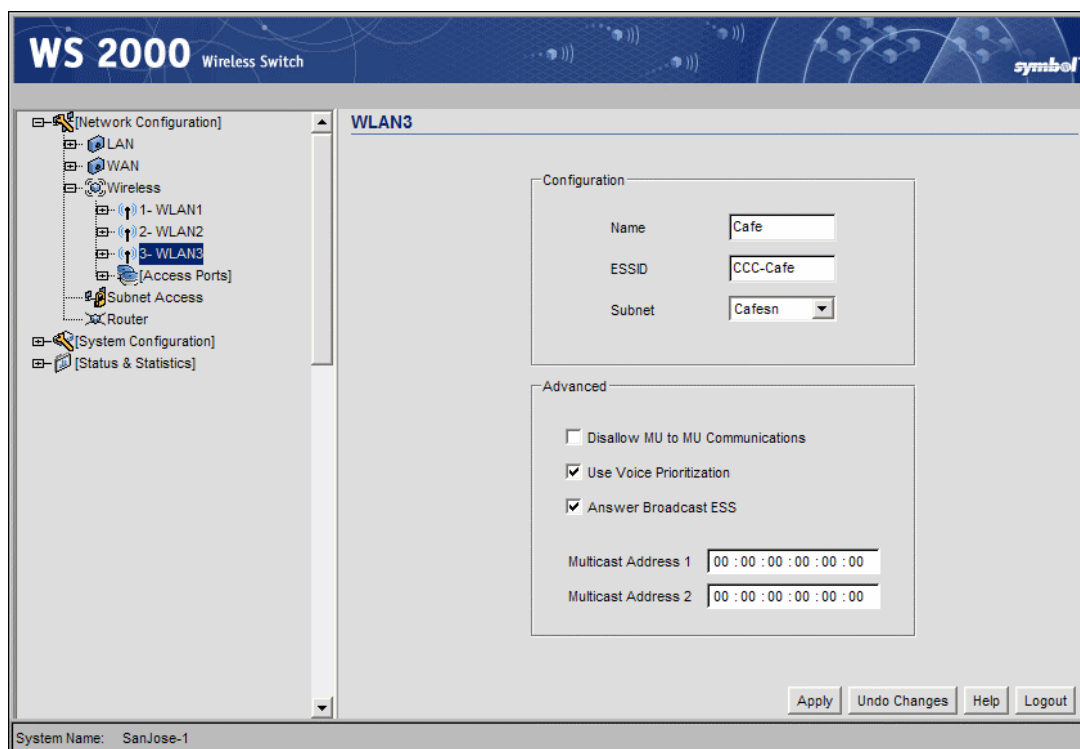 WS 2000 Wireless Switch
symbol
[Network Configuration]
LAN
WAN
Wireless
1- WLAN1
2- WLAN2
3- WLAN3
[Access Ports]
Subnet Access
Router
[System Configuration]
[Status & Statistics]
WLAN3
Configuration
Name Cafe
ESSID CCC-Cafe
Subnet Cafesn
Advanced
Disallow MU to MU Communications
Use Voice Prioritization
Answer Broadcast ESS
Multicast Address 1 00 :00 :00 :00 :00 :00
Multicast Address 2 00 :00 :00 :00 :00 :00
Apply Undo Changes Help Logout
System Name: SanJose-1